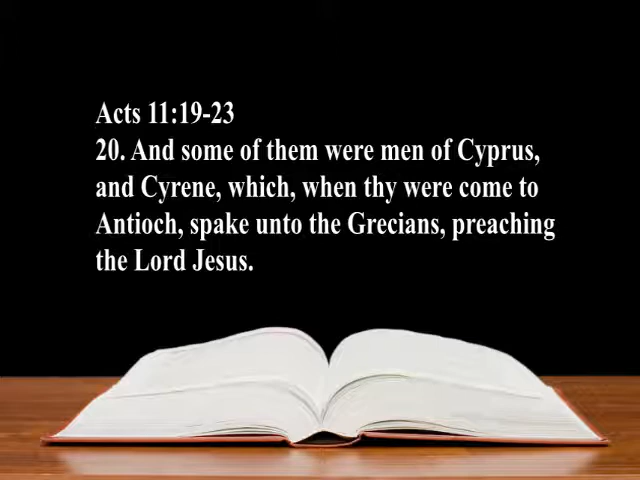 Acts 11:19-23
20. And some of them were men of Cyprus,
and Cyrene, which, when thy were come to
Antioch, spake unto the Grecians, preaching
the Lord Jesus.